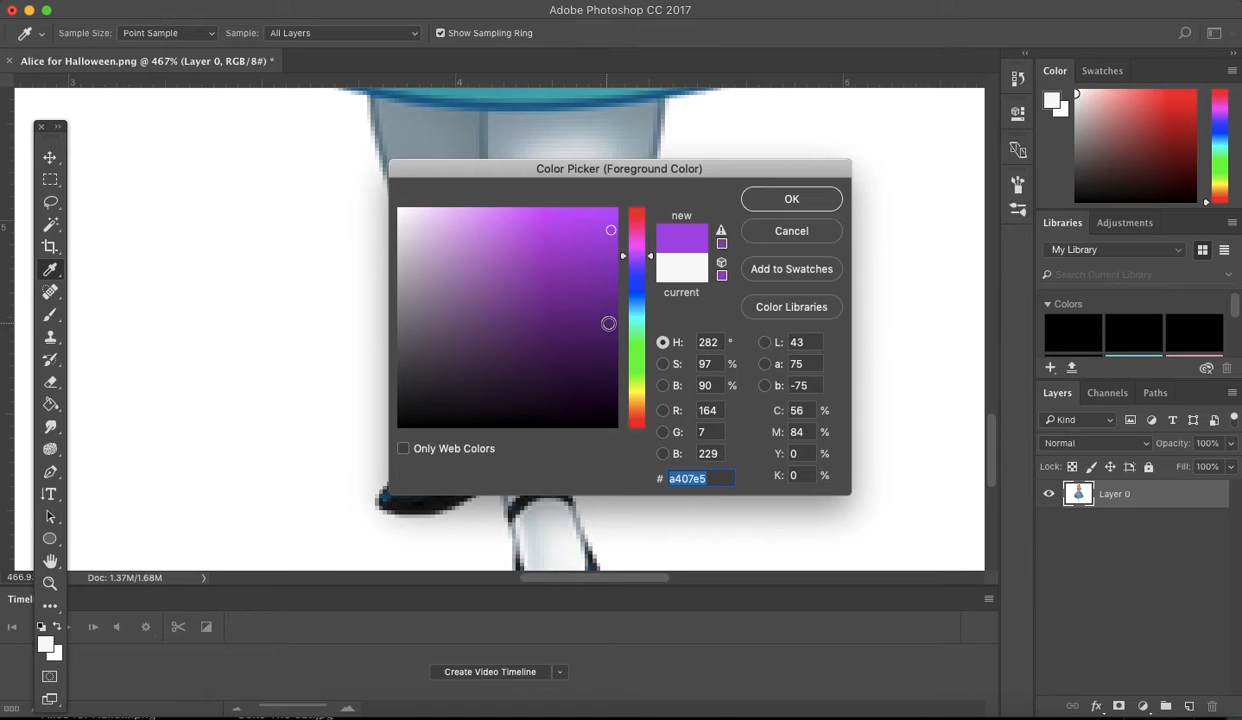 Adobe Photoshop CC 2017
Sample Size: Point Sample Sample: All Layers Show Sampling Ring
Alice for Halloween.png @ 467% (Layer 0, RGB/8#) *
3 4 5
5
Color Swatches
Color Picker (Foreground Color)
new
current
OK
Cancel
Add to Swatches
Color Libraries
H: 282 °
S: 97 %
B: 90 %
R: 164
G: 7
B: 229
# a407e5
L: 43
a: 75
b: -75
C: 56 %
M: 84 %
Y: 0 %
K: 0 %
Only Web Colors
Libraries Adjustments
My Library
Search Current Library
Colors
Layers Channels Paths
Kind
Normal Opacity: 100%
Lock: Fill: 100%
Layer 0
Doc: 1.37M/1.68M
Create Video Timeline